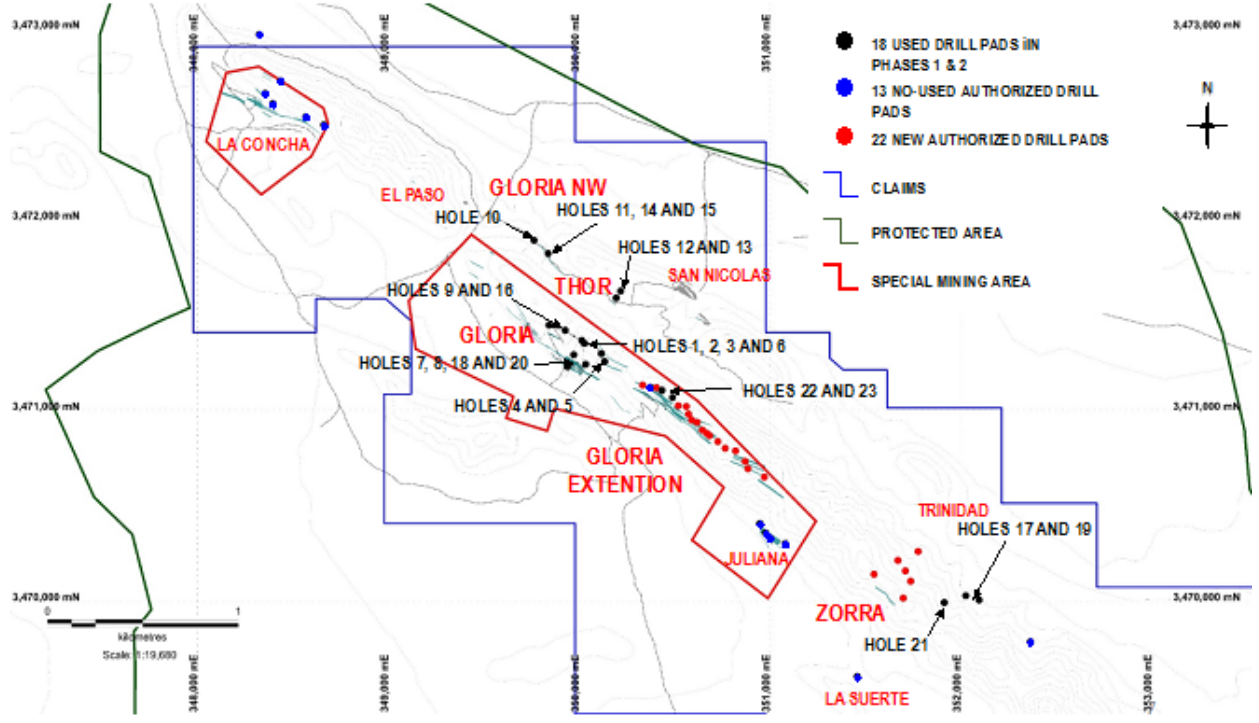 3,473,000 mN
348,000 mE
349,000 mE
350,000 mE
351,000 mE
3,473,000 mN
18 USED DRILL PADS iIN
PHASES 1 & 2
13 NO-USED AUTHORIZED DRILL
PADS
22 NEW AUTHORIZED DRILL PADS
CLAIMS
PROTECTED AREA
SPECIAL MINING AREA
N
LA CONCHA
EL PASO
GLORIA NW
HOLE 10
HOLES 11, 14 AND 15
3,472,000 mN
3,472,000 mN
HOLES 12 AND 13
SAN NICOLAS
THOR
HOLES 9 AND 16
GLORIA
HOLES 1, 2, 3 AND 6
HOLES 7, 8, 18 AND 20
HOLES 22 AND 23
HOLES 4 AND 5
3,471,000 mN
3,471,000 mN
GLORIA
EXTENTION
TRINIDAD
HOLES 17 AND 19
JULIANA
3,470,000 mN
3,470,000 mN
ZORRA
HOLE 21
0
1
kilometres
Scale: 1:19,680
LA SUERTE
348,000 mE
349,000 mE
350,000 mE
351,000 mE
352,000 mE
353,000 mE